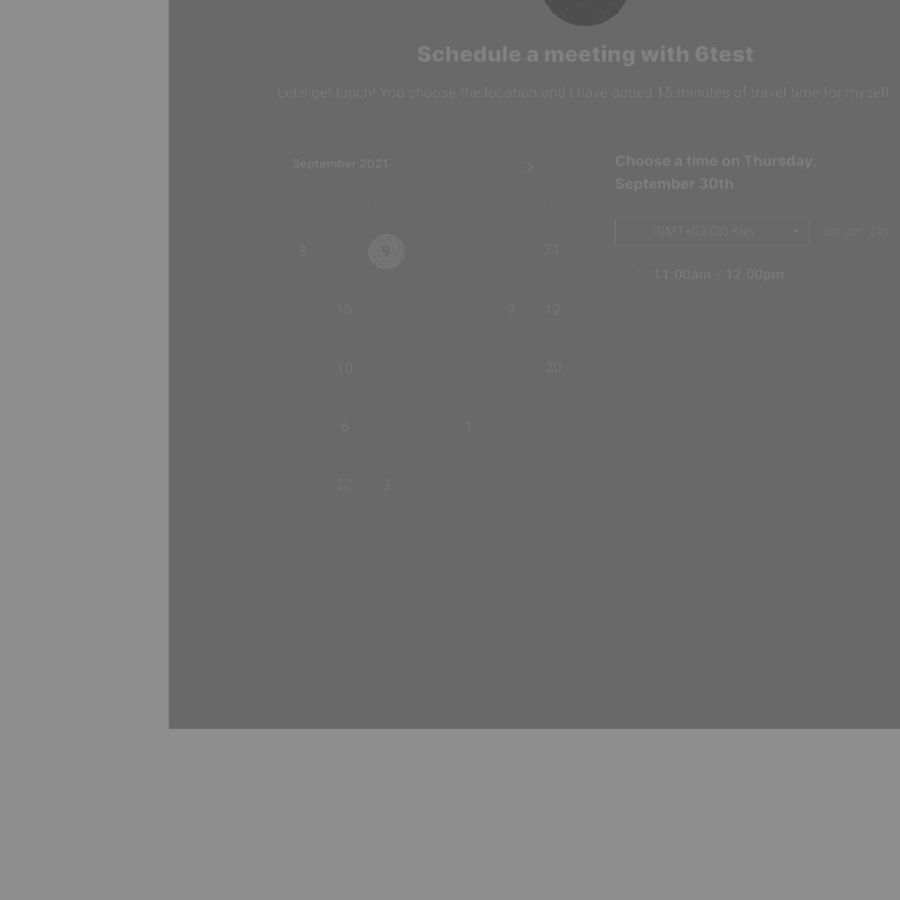 Schedule a meeting with 6test
Let's get lunch! You choose the location and I have added 15 minutes of travel time for myself
September 2021
Choose a time on Thursday,
September 30th
(GMT+03:00) Kiev
am/pm 24h
8 9 31
11:00am - 12:00pm
15 7 12
10 20
6 1
22 3